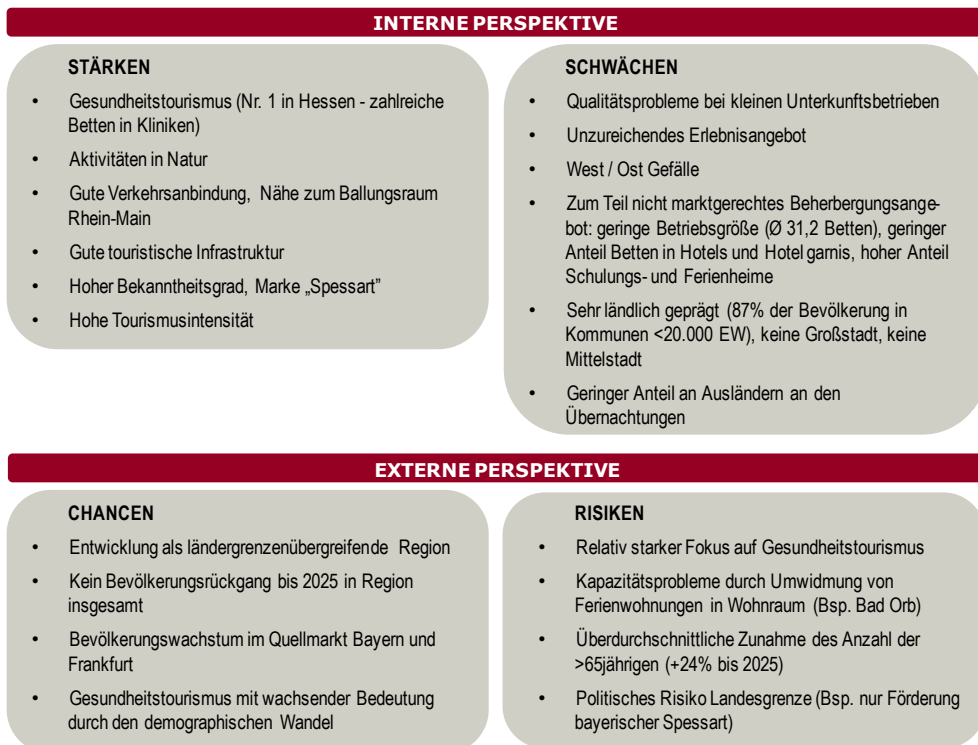 INTERNE PERSPEKTIVE
STÄRKEN
• Gesundheitstourismus (Nr. 1 in Hessen - zahlreiche
Betten in Kliniken)
• Aktivitäten in Natur
• Gute Verkehrsanbindung, Nähe zum Ballungsraum
Rhein-Main
• Gute touristische Infrastruktur
• Hoher Bekanntheitsgrad, Marke „Spessart”
• Hohe Tourismusintensität
SCHWÄCHEN
• Qualitätsprobleme bei kleinen Unterkunftsbetrieben
• Unzureichendes Erlebnisangebot
• West / Ost Gefälle
• Zum Teil nicht marktgerechtes Beherbergungsange-
bot: geringe Betriebsgröße (Ø 31,2 Betten), geringer
Anteil Betten in Hotels und Hotel garnis, hoher Anteil
Schulungs- und Ferienheime
• Sehr ländlich geprägt (87% der Bevölkerung in
Kommunen <20.000 EW), keine Großstadt, keine
Mittelstadt
• Geringer Anteil an Ausländern an den
Übernachtungen
EXTERNE PERSPEKTIVE
CHANCEN
• Entwicklung als ländergrenzenübergreifende Region
• Kein Bevölkerungsrückgang bis 2025 in Region
insgesamt
• Bevölkerungswachstum im Quellmarkt Bayern und
Frankfurt
• Gesundheitstourismus mit wachsender Bedeutung
durch den demographischen Wandel
RISIKEN
• Relativ starker Fokus auf Gesundheitstourismus
• Kapazitätsprobleme durch Umwidmung von
Ferienwohnungen in Wohnraum (Bsp. Bad Orb)
• Überdurchschnittliche Zunahme des Anzahl der
>65jährigen (+24% bis 2025)
• Politisches Risiko Landesgrenze (Bsp. nur Förderung
bayerischer Spessart)